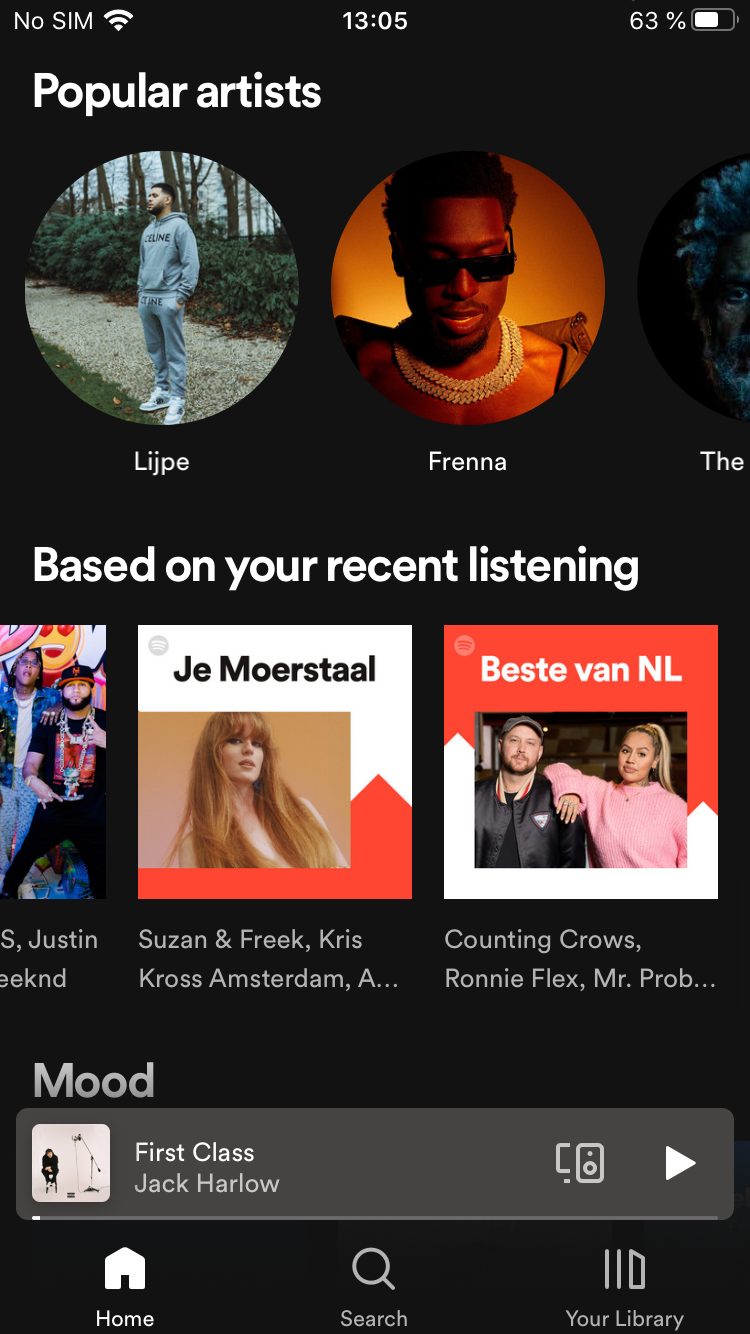 No SIM 13:05 63 %
Popular artists
CELINE
Lijpe
Frenna
The
Based on your recent listening
Je Moerstaal
Beste van NL
S, Justin
eeknd
Suzan & Freek, Kris
Kross Amsterdam, A...
Counting Crows,
Ronnie Flex, Mr. Prob...
Mood
First Class
Jack Harlow
Home
Search
Your Library